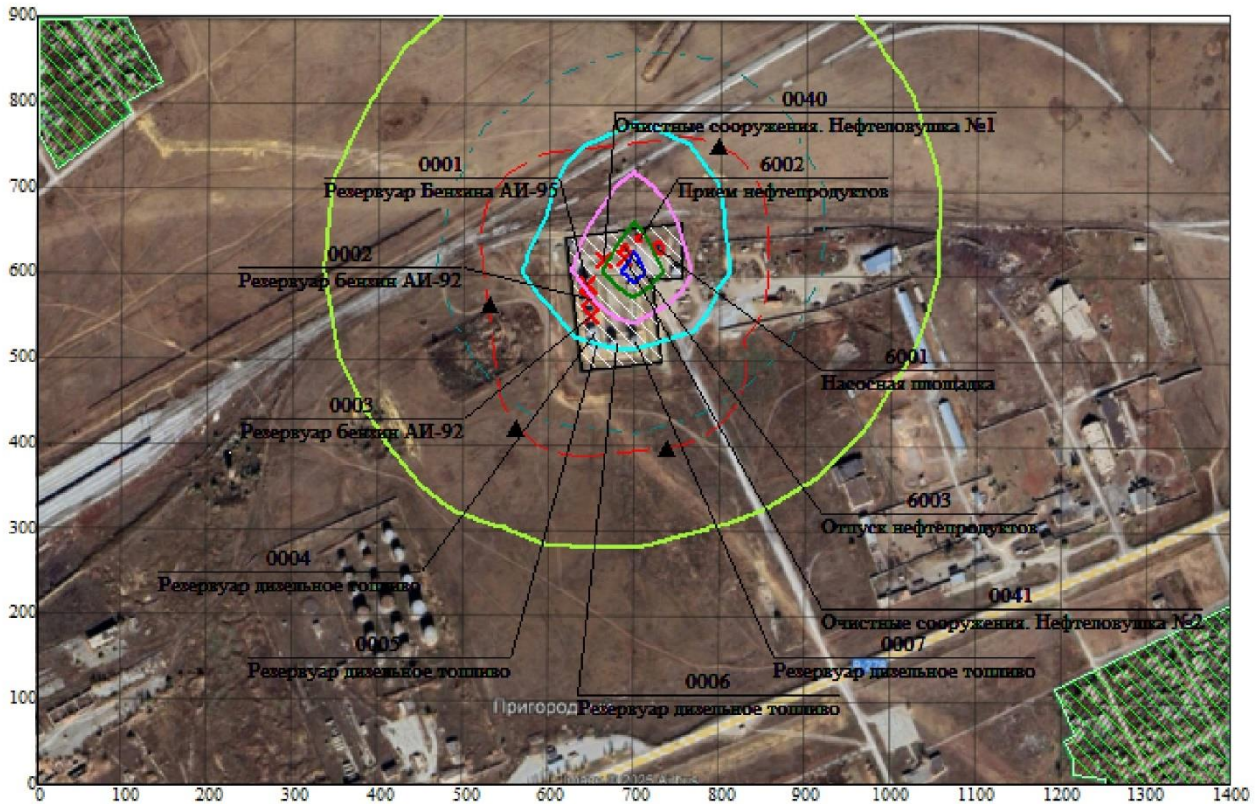 900
800
700
600
500
400
300
200
100
0
0040
Очистные сооружения. Нефтеловушка №1
0001
Резервуар Бензина АИ-95
6002
Прием нефтепродуктов
0002
Резервуар бензин АИ-92
6001
Насосная площадка
0003
Резервуар бензин АИ-92
6003
Отпуск нефтепродуктов
0004
Резервуар дизельное топливо
0041
Очистные сооружения. Нефтеловушка №2
0005
Резервуар дизельное топливо
0007
Резервуар дизельное топливо
0006
Резервуар дизельное топливо
0 100 200 300 400 500 600 700 800 900 1000 1100 1200 1300 1400